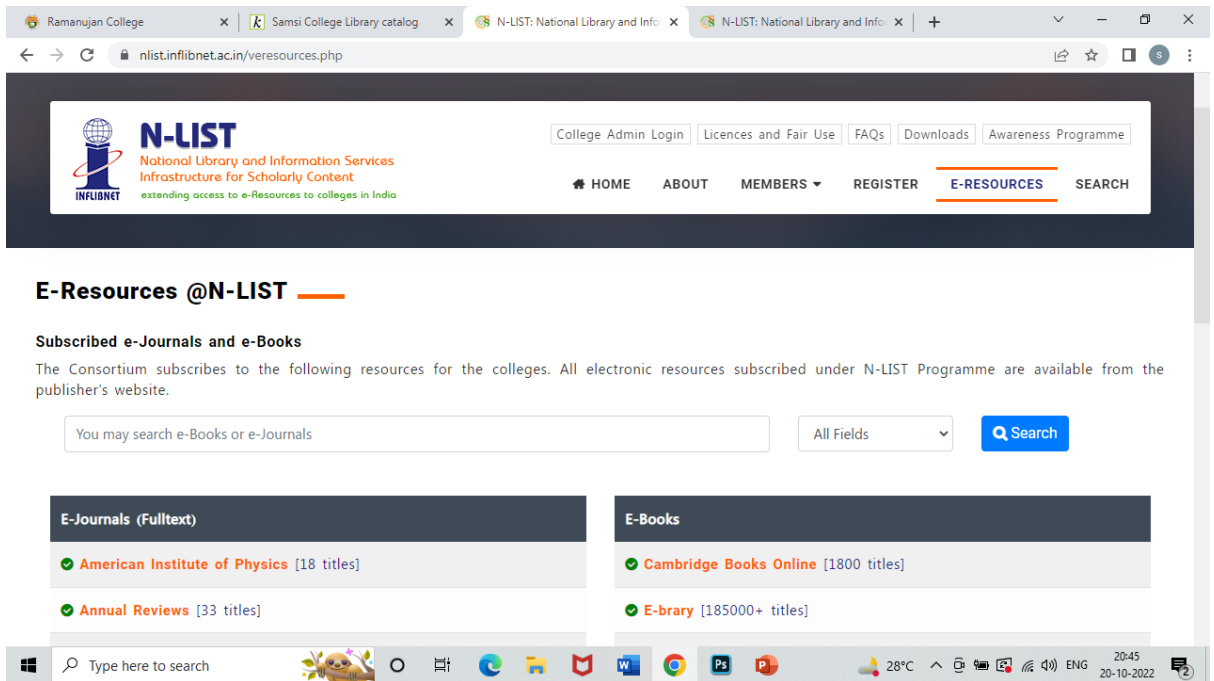 Ramanujan College
Samsi College Library catalog
N-LIST: National Library and Info
N-LIST: National Library and Infor
nlist.inflibnet.ac.in/veresources.php
S
INFLIBNET
N-LIST
National Library and Information Services
Infrastructure for Scholarly Content
extending access to e-Resources to colleges in India
College Admin Login Licences and Fair Use FAQs Downloads Awareness Programme
HOME ABOUT MEMBERS REGISTER E-RESOURCES SEARCH
E-Resources @N-LIST
Subscribed e-Journals and e-Books
The Consortium subscribes to the following resources for the colleges. All electronic resources subscribed under N-LIST Programme are available from the
publisher's website.
You may search e-Books or e-Journals All Fields Search
E-Journals (Fulltext)
American Institute of Physics [18 titles]
Annual Reviews [33 titles]
E-Books
Cambridge Books Online [1800 titles]
E-brary [185000+ titles]
Type here to search
28°C ENG 20:45
20-10-2022
2